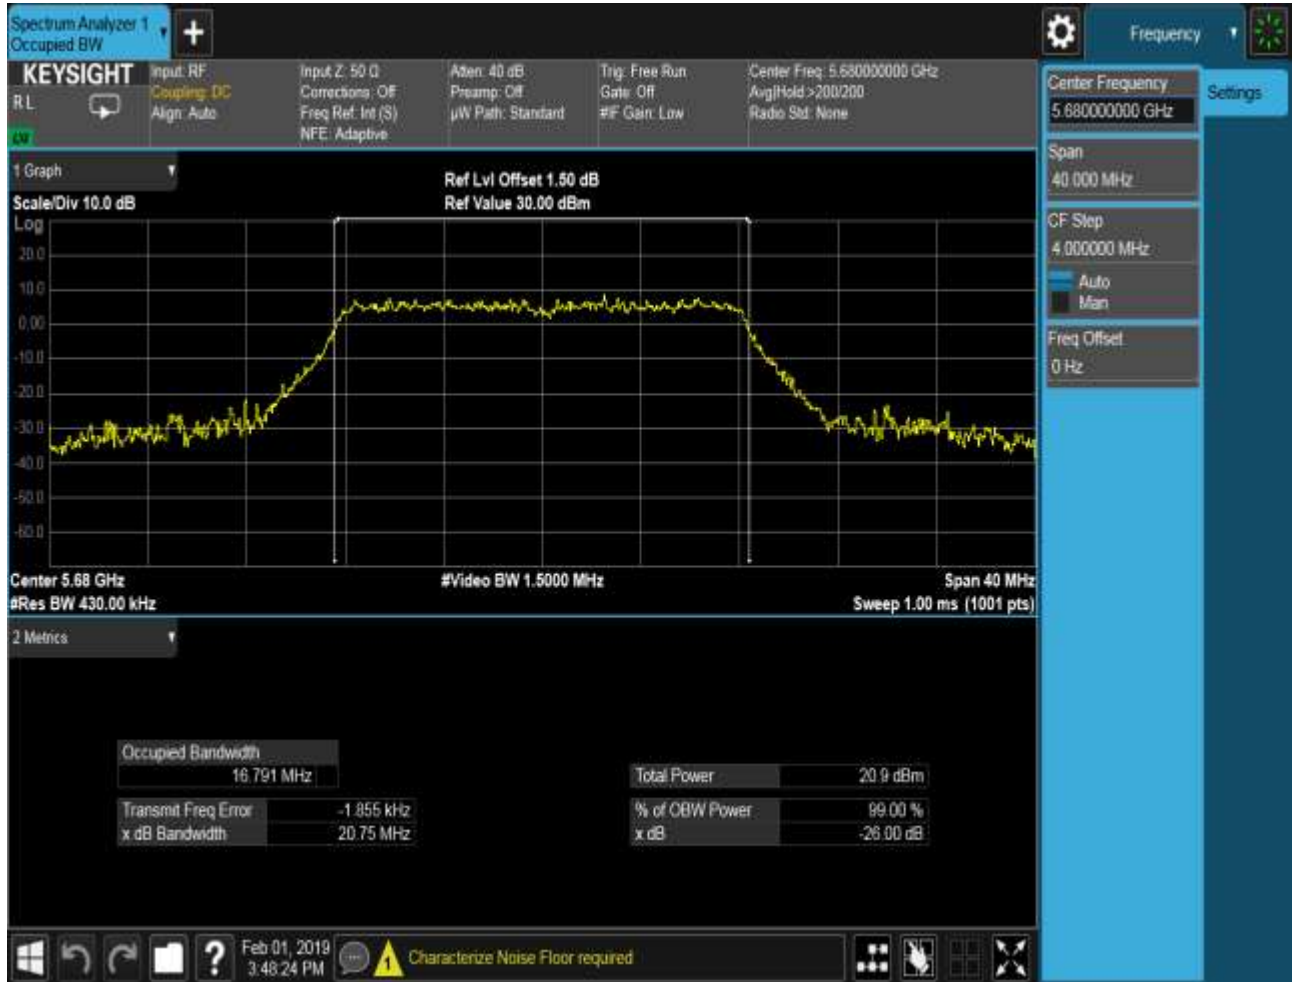 Spectrum Analyzer 1
Occupied BW
Frequency
KEYSIGHT
Input: RF
Coupling: DC
Align: Auto
Input Z: 50 Ω
Corrections: Off
Freq Ref: Int (S)
NFE: Adaptive
Atten: 40 dB
Preamp: Off
µW Path: Standard
Trig: Free Run
Gate: Off
#IF Gain: Low
Center Freq: 5.680000000 GHz
Avg|Hold:>200/200
Radio Std: None
R L
Center Frequency
5.680000000 GHz
Settings
Span
40.000 MHz
CF Step
4.000000 MHz
Auto
Man
Freq Offset
0 Hz
1 Graph
Scale/Div 10.0 dB
Ref Lvl Offset 1.50 dB
Ref Value 30.00 dBm
Log
20.0
10.0
0.00
-10.0
-20.0
-30.0
-40.0
-50.0
-60.0
Center 5.68 GHz
#Video BW 1.5000 MHz
Span 40 MHz
#Res BW 430.00 kHz
Sweep 1.00 ms (1001 pts)
2 Metrics
Occupied Bandwidth
16.791 MHz
Total Power 20.9 dBm
Transmit Freq Error -1.855 kHz
% of OBW Power 99.00 %
x dB Bandwidth 20.75 MHz
x dB -26.00 dB
Feb 01, 2019
3:48:24 PM
1
Characterize Noise Floor required